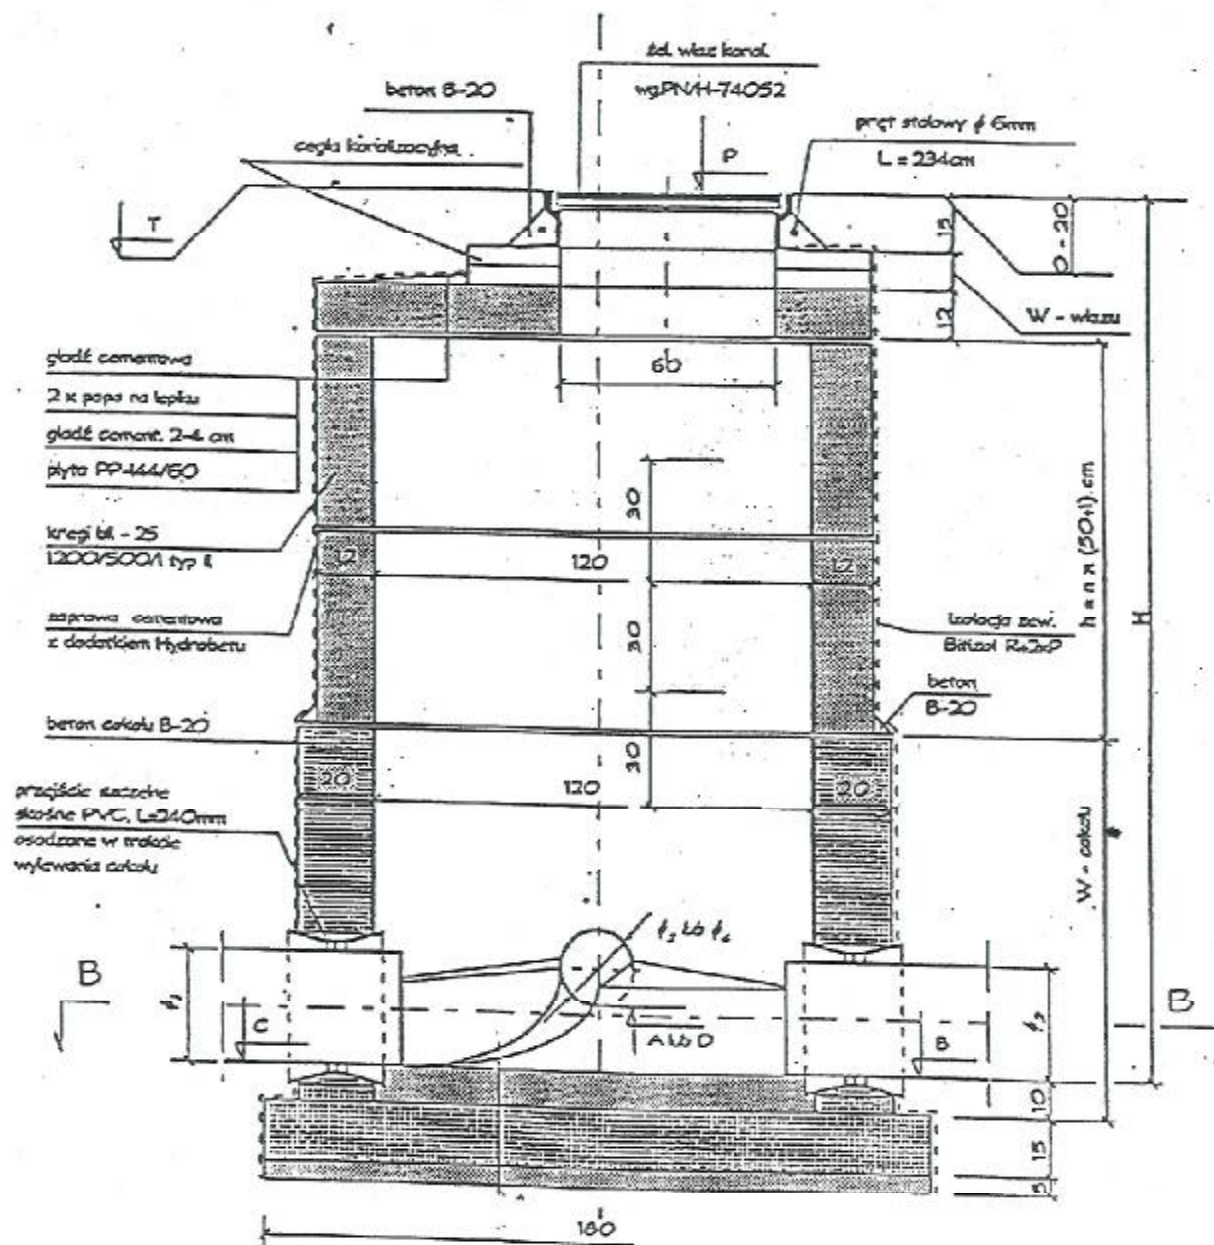 żel. właz kanal.
wg.PN/H-74052
beton B-20
pręt stalowy ϕ 6mm
L = 234cm
cegła kanalizacyjna
P
T
15
0 - 20
12
W - włazu
gładź cementowa
2 x papa na lepiku
gładź cement. 2-4 cm
płyta PP-144/60
60
30
kręgi bet. - 25
1200/500/1 typ II
12
120
12
h = n x (50+1) cm
H
zaprawa cementowa
z dodatkiem Hydrobetu
30
izolacja zew.
Bitizol R+2xP
beton
B-20
beton cokołu B-20
30
20
120
20
przejście szczelne
skośne PVC, L=240mm
osadzone w trakcie
wylewania cokołu
W - cokołu
B
ϕ
C
A lub D
B
B
10
15
5
180